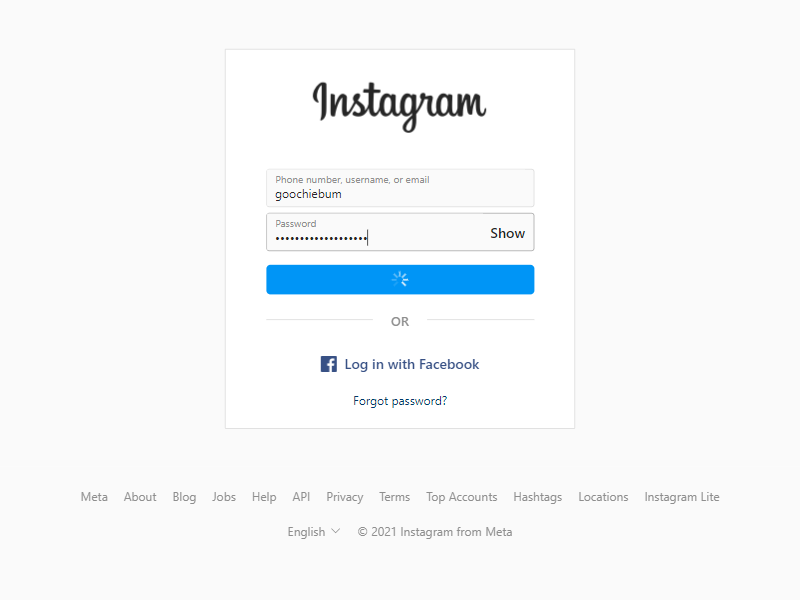 Instagram
Phone number, username, or email
goochiebum
Password
•••••••••••••••••••
Show
OR
Log in with Facebook
Forgot password?
Meta About Blog Jobs Help API Privacy Terms Top Accounts Hashtags Locations Instagram Lite
English © 2021 Instagram from Meta